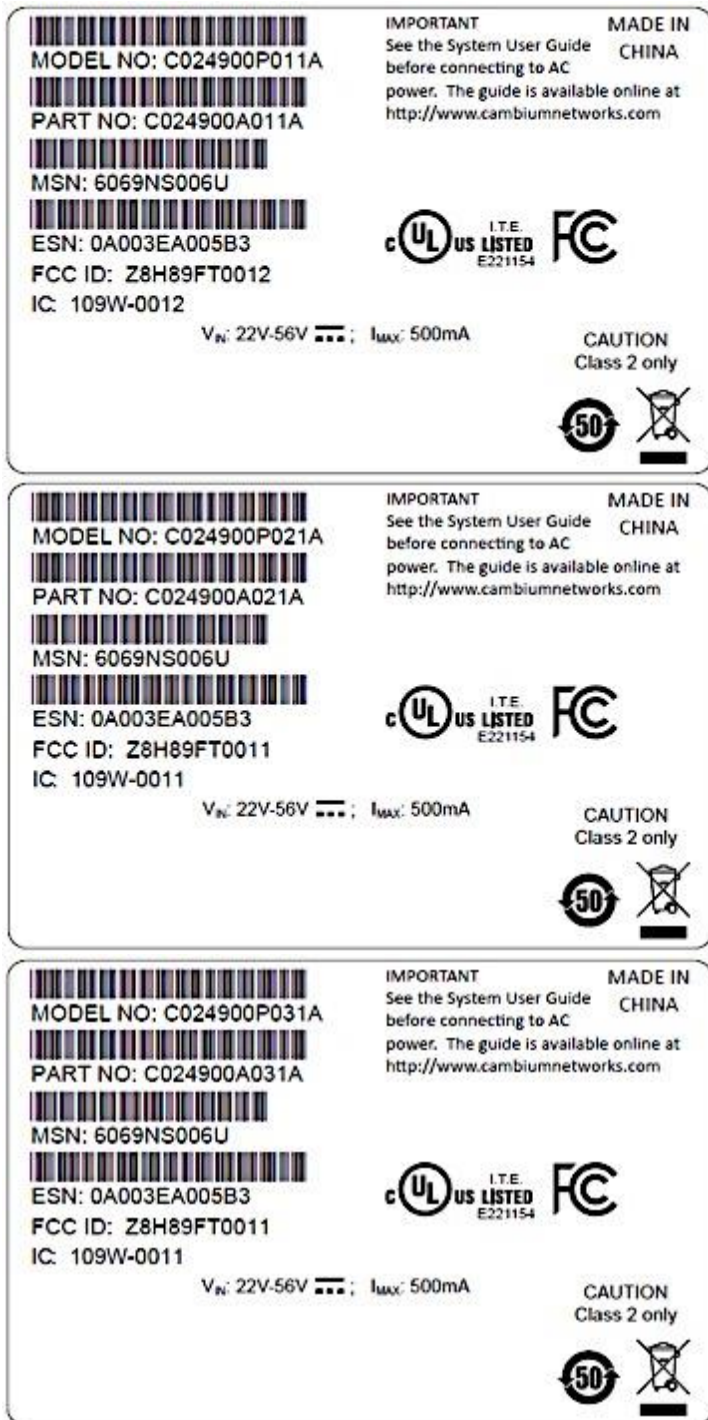 MODEL NO: C024900P011A
PART NO: C024900A011A
MSN: 6069NS006U
ESN: 0A003EA005B3
FCC ID: Z8H89FT0012
IC: 109W-0012
IMPORTANT
See the System User Guide
before connecting to AC
power. The guide is available online at
http://www.cambiumnetworks.com
MADE IN
CHINA
C UL US LISTED
I.T.E.
E221154
FC
VIN: 22V-56V ; IMAX: 500mA
CAUTION
Class 2 only
50
MODEL NO: C024900P021A
PART NO: C024900A021A
MSN: 6069NS006U
ESN: 0A003EA005B3
FCC ID: Z8H89FT0011
IC: 109W-0011
IMPORTANT
See the System User Guide
before connecting to AC
power. The guide is available online at
http://www.cambiumnetworks.com
MADE IN
CHINA
C UL US LISTED
I.T.E.
E221154
FC
VIN: 22V-56V ; IMAX: 500mA
CAUTION
Class 2 only
50
MODEL NO: C024900P031A
PART NO: C024900A031A
MSN: 6069NS006U
ESN: 0A003EA005B3
FCC ID: Z8H89FT0011
IC: 109W-0011
IMPORTANT
See the System User Guide
before connecting to AC
power. The guide is available online at
http://www.cambiumnetworks.com
MADE IN
CHINA
C UL US LISTED
I.T.E.
E221154
FC
VIN: 22V-56V ; IMAX: 500mA
CAUTION
Class 2 only
50